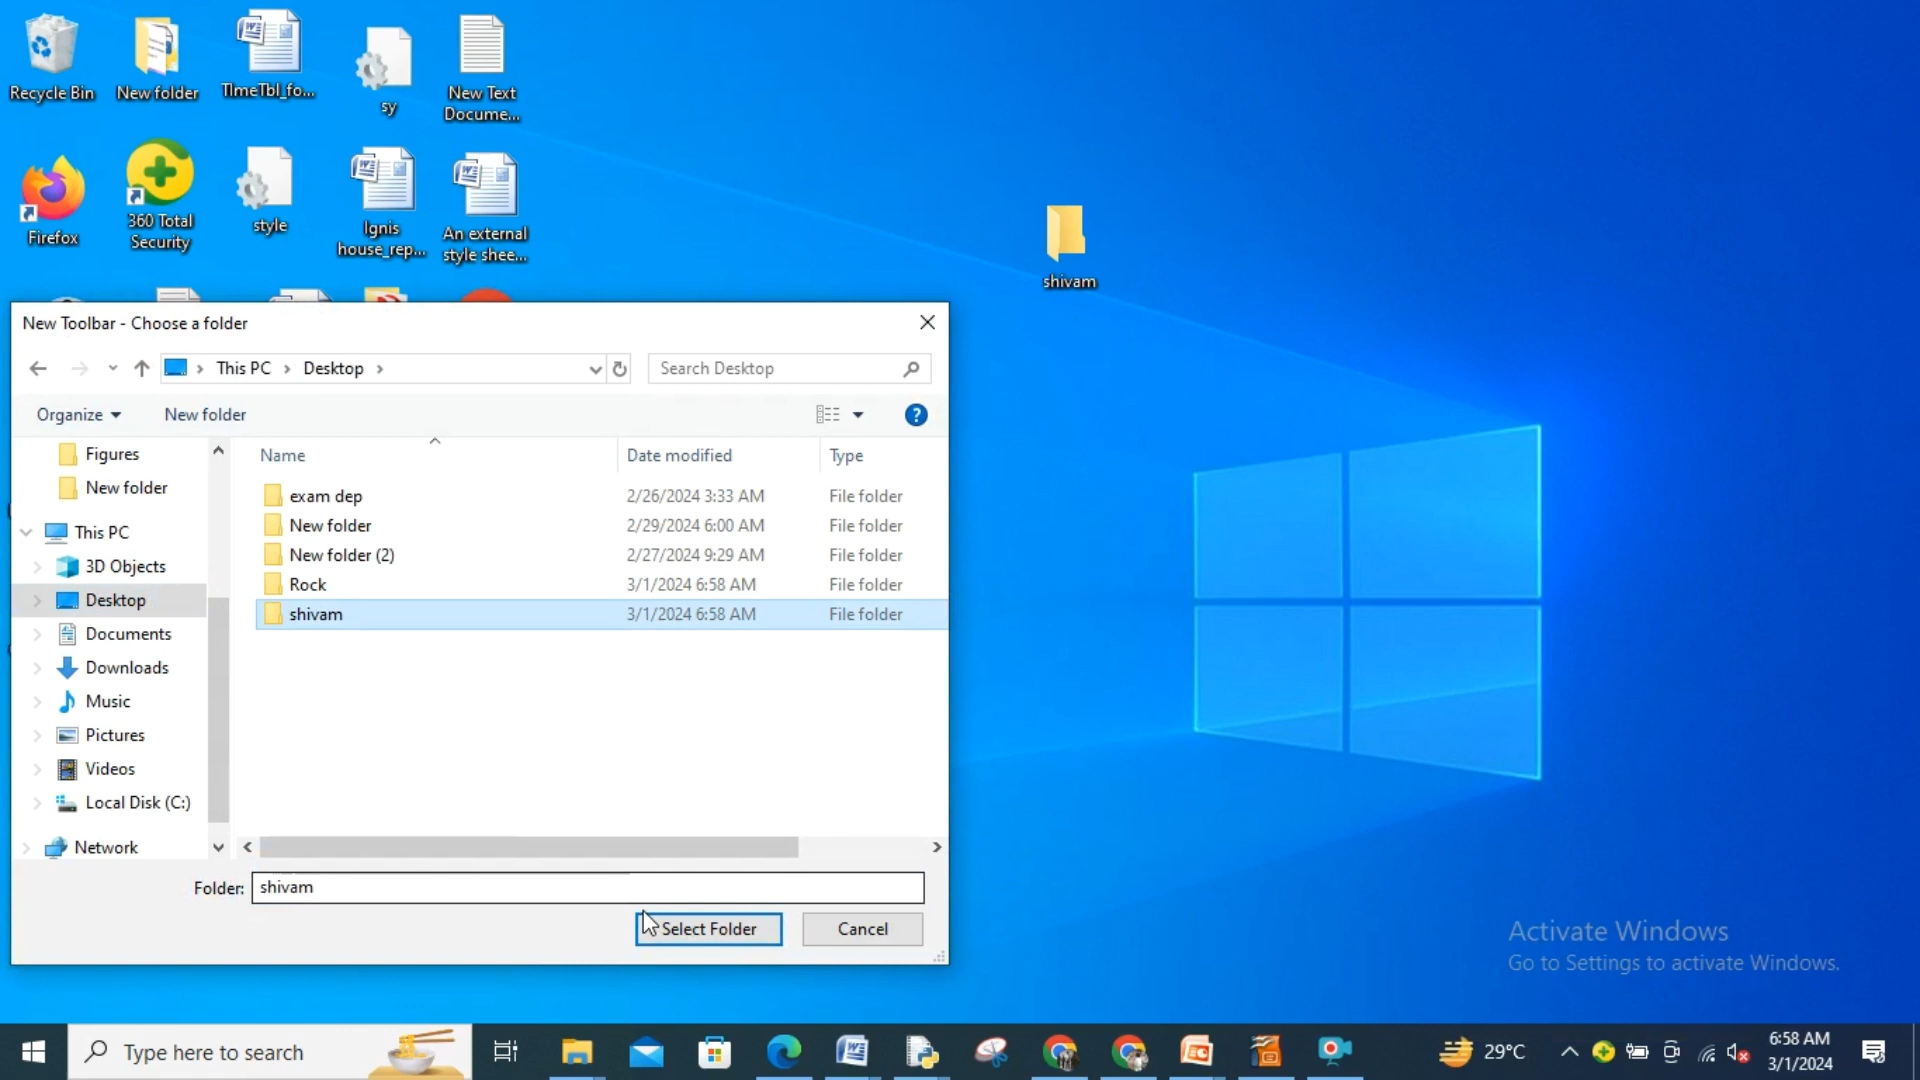 Recycle Bin
New folder
TImeTbl_fo...
sy
New Text
Docume...
Firefox
360 Total
Security
style
Ignis
house_rep...
An external
style shee...
shivam
New Toolbar - Choose a folder
This PC
Desktop
Search Desktop
Organize
New folder
Figures
New folder
This PC
3D Objects
Desktop
Documents
Downloads
Music
Pictures
Videos
Local Disk (C:)
Network
Name Date modified Type
exam dep 2/26/2024 3:33 AM File folder
New folder 2/29/2024 6:00 AM File folder
New folder (2) 2/27/2024 9:29 AM File folder
Rock 3/1/2024 6:58 AM File folder
shivam 3/1/2024 6:58 AM File folder
Folder: shivam
Select Folder
Cancel
Activate Windows
Go to Settings to activate Windows.
Type here to search
29°C
6:58 AM
3/1/2024